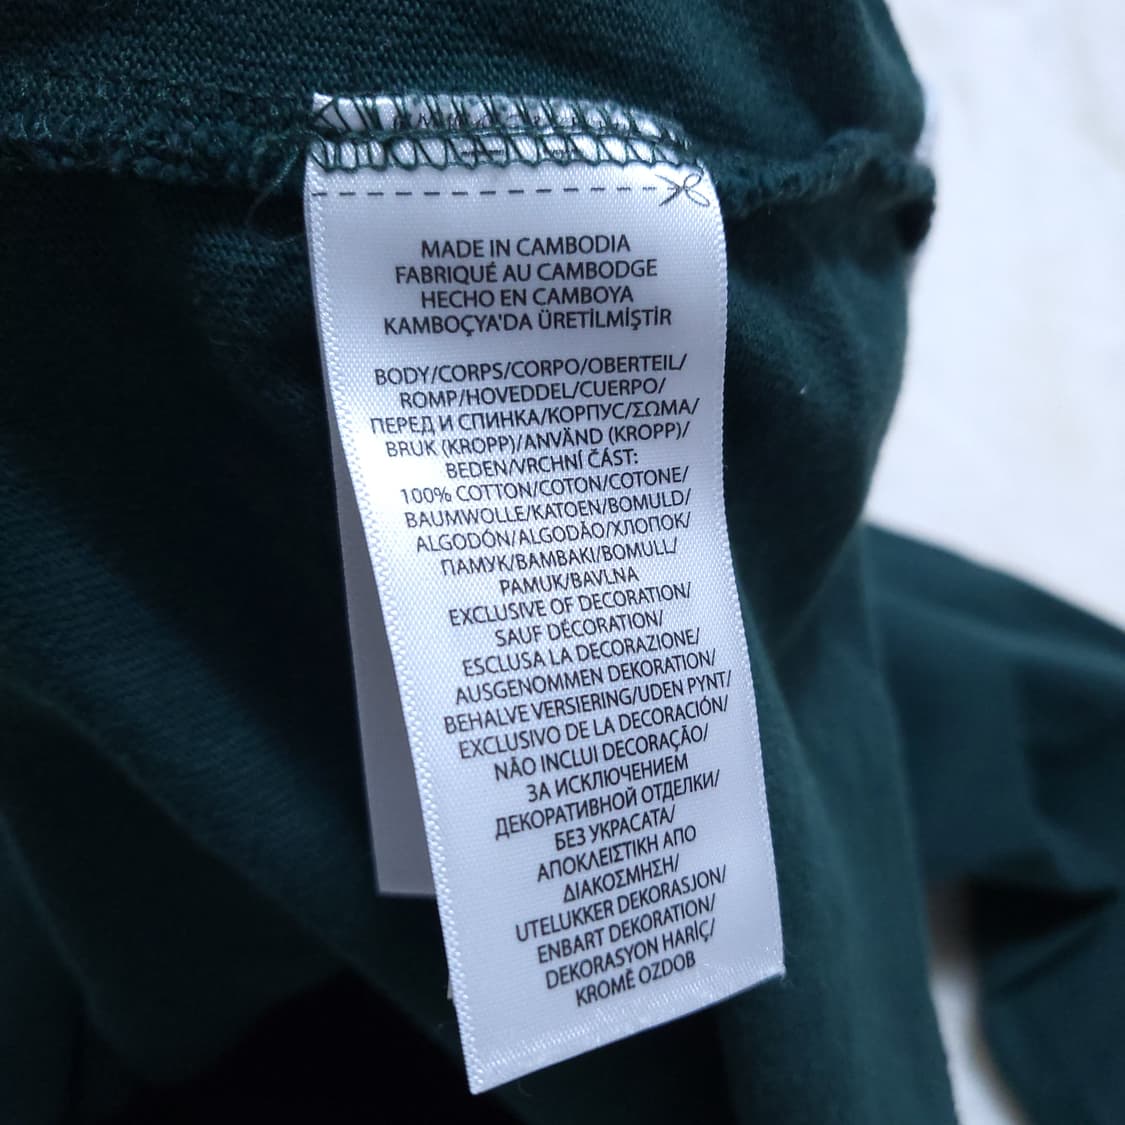 MADE IN CAMBODIA
FABRIQUÉ AU CAMBODGE
HECHO EN CAMBOYA
KAMBOÇYA'DA ÜRETİLMİŞTİR
BODY/CORPS/CORPO/OBERTEIL/
ROMP/HOVEDDEL/CUERPO/
ПЕРЕД И СПИНКА/КОРПУС/ΣΩΜΑ/
BRUK (KROPP)/ANVÄND (KROPP)/
BEDEN/VRCHNÍ ČÁST:
100% COTTON/COTON/COTONE/
BAUMWOLLE/KATOEN/BOMULD/
ALGODÓN/ALGODÃO/ХЛОПОК/
ПАМУК/BAMBAKI/BOMULL/
PAMUK/BAVLNA
EXCLUSIVE OF DECORATION/
SAUF DÉCORATION/
ESCLUSA LA DECORAZIONE/
AUSGENOMMEN DEKORATION/
BEHALVE VERSIERING/UDEN PYNT/
EXCLUSIVO DE LA DECORACIÓN/
NÃO INCLUI DECORAÇÃO/
ЗА ИСКЛЮЧЕНИЕМ
ДЕКОРАТИВНОЙ ОТДЕЛКИ/
БЕЗ УКРАСАТА/
ΑΠΟΚΛΕΙΣΤΙΚΗ ΑΠΟ
ΔΙΑΚΟΣΜΗΣΗ/
UTELUKKER DEKORASJON/
ENBART DEKORATION/
DEKORASYON HARİÇ/
KROMĚ OZDOB